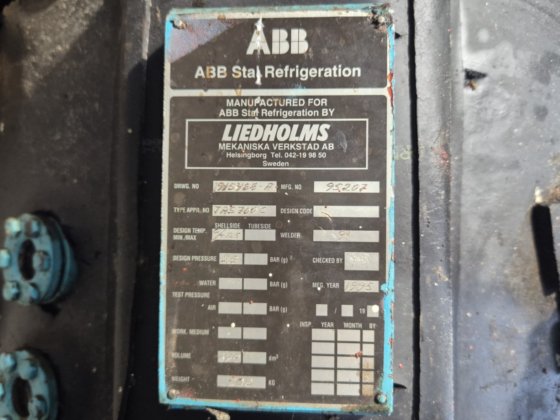 ABB
ABB Stal Refrigeration
MANUFACTURED FOR
ABB Stal Refrigeration BY
LIEDHOLMS
MEKANISKA VERKSTAD AB
Helsingborg Tel. 042-19 98 50
Sweden
DRWG. NO MFG. NO 95207
TYPE APPR. NO DESIGN CODE
SHELLSIDE TUBESIDE
DESIGN TEMP. MIN./MAX WELDER
DESIGN PRESSURE BAR (g) CHECKED BY
WATER BAR (g) MFG. YEAR 1995
TEST PRESSURE
AIR BAR (g) / 19
WORK. MEDIUM INSP. YEAR MONTH BY
VOLUME dm³
WEIGHT KG